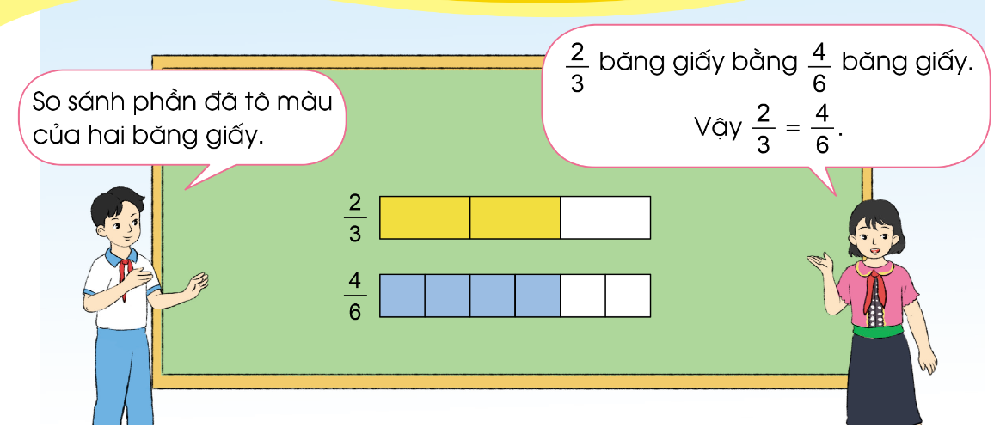 So sánh phần đã tô màu
của hai băng giấy.
2/3 băng giấy bằng 4/6 băng giấy.
Vậy 2/3 = 4/6.
2/3
4/6